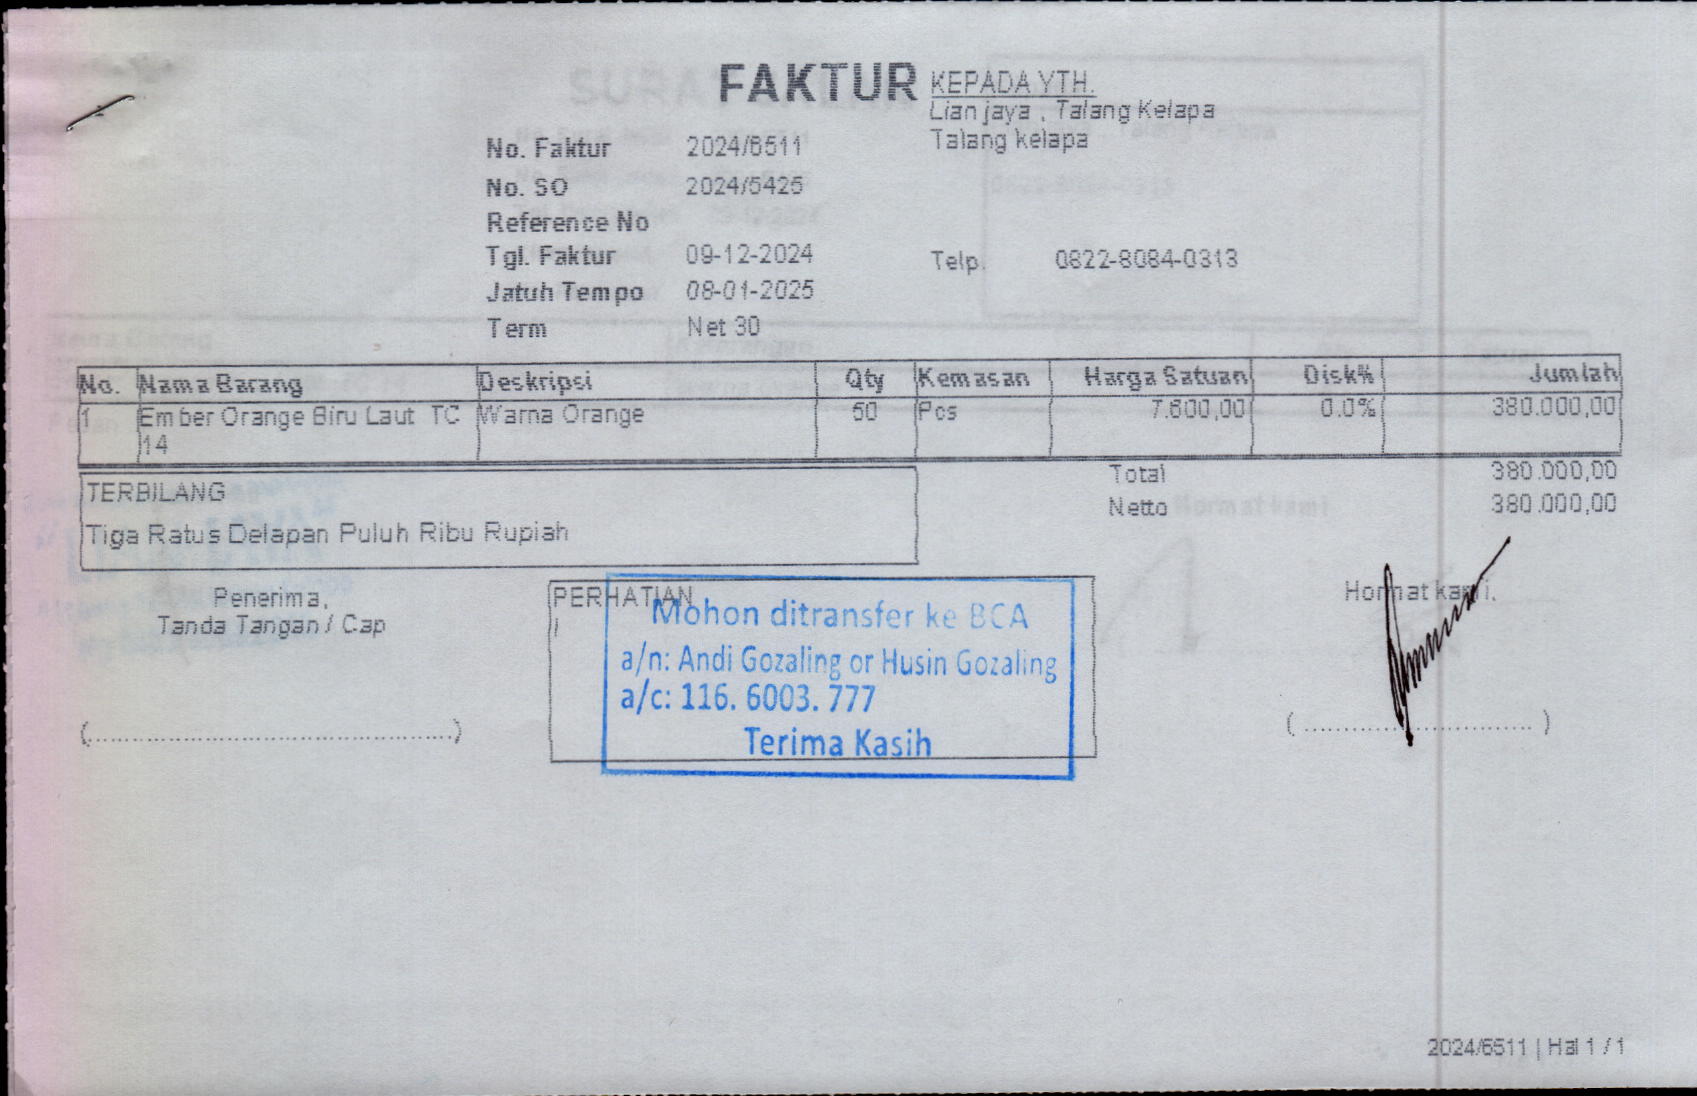 FAKTUR
KEPADA YTH.
Lian jaya , Talang Kelapa
Talang kelapa
No. Faktur 2024/6511
No. SO 2024/5425
Reference No
Tgl. Faktur 09-12-2024
Telp. 0822-8084-0313
Jatuh Tempo 08-01-2025
Term Net 30
No. Nama Barang Deskripsi Qty Kemasan Harga Satuan Disk% Jumlah
1 Ember Orange Biru Laut TC Warna Orange 50 Pcs 7.600,00 0.0% 380.000,00
14
Total 380.000,00
TERBILANG
Netto 380.000,00
Tiga Ratus Delapan Puluh Ribu Rupiah
Penerima,
Tanda Tangan / Cap
PERHATIAN
!
Mohon ditransfer ke BCA
a/n: Andi Gozaling or Husin Gozaling
a/c: 116. 6003. 777
Terima Kasih
Hormat kami,
(..............................................)
( ................................ )
2024/6511 | Hal 1 / 1